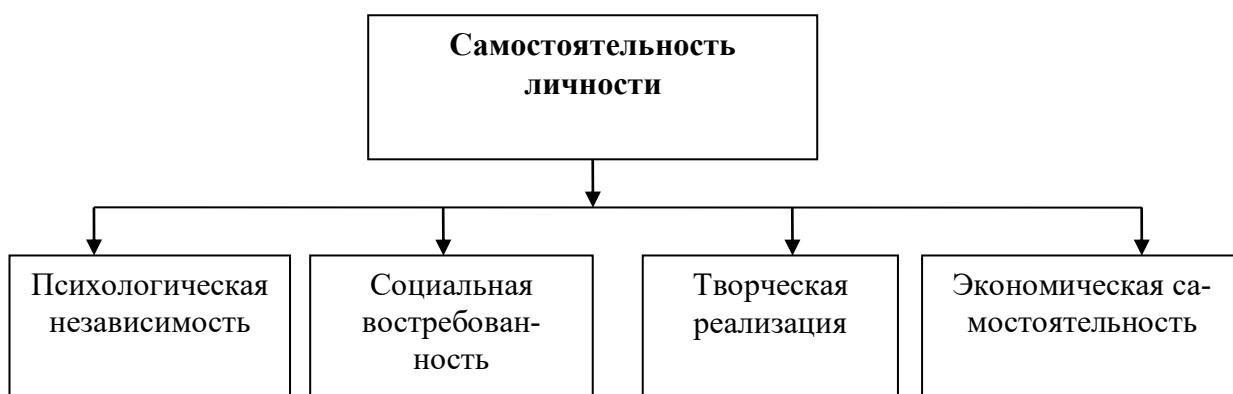 Самостоятельность
личности
Психологическая
независимость
Социальная
востребован-
ность
Творческая
реализация
Экономическая са-
мостоятельность